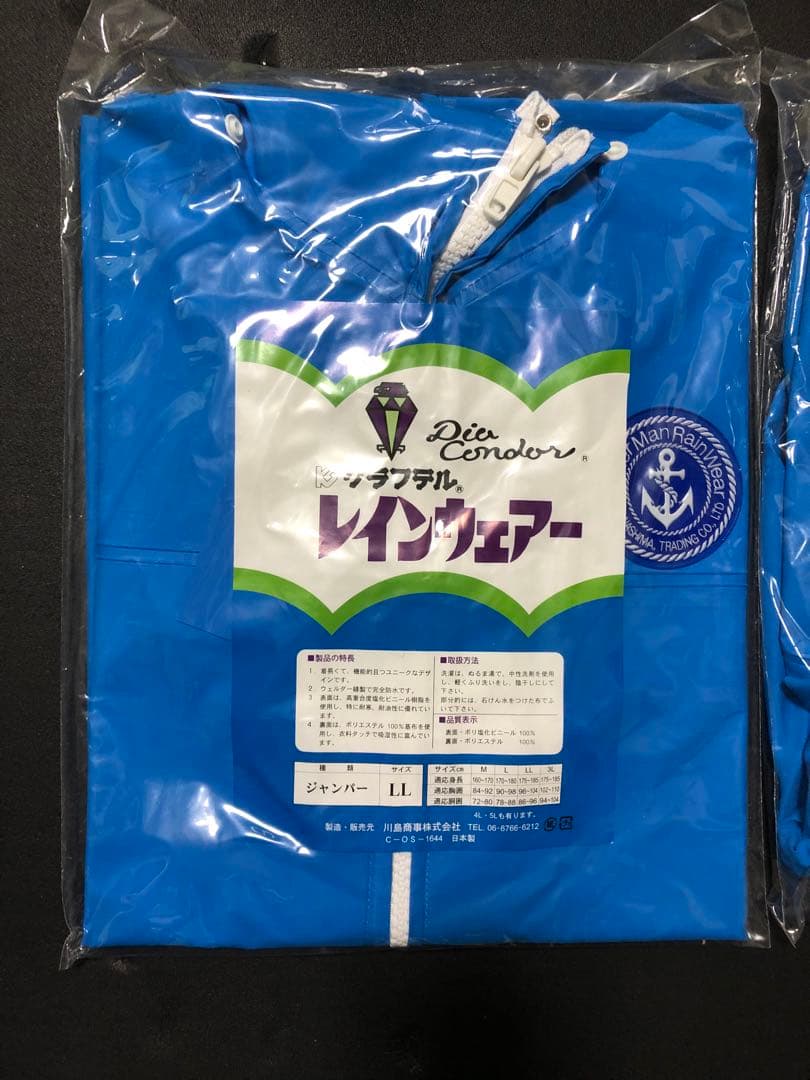 Dia
Condor ®
KJ サラフデル®
レインウェアー
Man Rain Wear
ASHIMA, TRADING CO., LTD
■製品の特長
1. 着易くて、機能的且つユニークなデザ
インです。
2 ウェルダー縫製で完全防水です。
3 表面は、高重合度塩化ビニール樹脂を
使用し、特に耐寒、耐油性に優れてい
ます。
4 裏面は、ポリエステル 100%基布を使
用し、衣料タッチで吸湿性に富んでい
ます。
■取扱方法
洗濯は、ぬるま湯で、中性洗剤を使用
し、軽くふり洗いをし、陰干しにして
下さい。
部分的には、石けん水をつけた布でふ
いて下さい。
■品質表示
表面・ポリ塩化ビニール 100%
裏面・ポリエステル 100%
種類 サイズ
ジャンパー LL
サイズcm M L LL 3L
適応身長 160~170 170~180 175~185 175~185
適応胸囲 84~92 90~98 96~104 102~110
適応胴囲 72~80 78~88 86~96 94~104
4L・5Lも有ります。
製造・販売元 川島商事株式会社 TEL. 06-6766-6212 紙
C-OS-1644 日本製